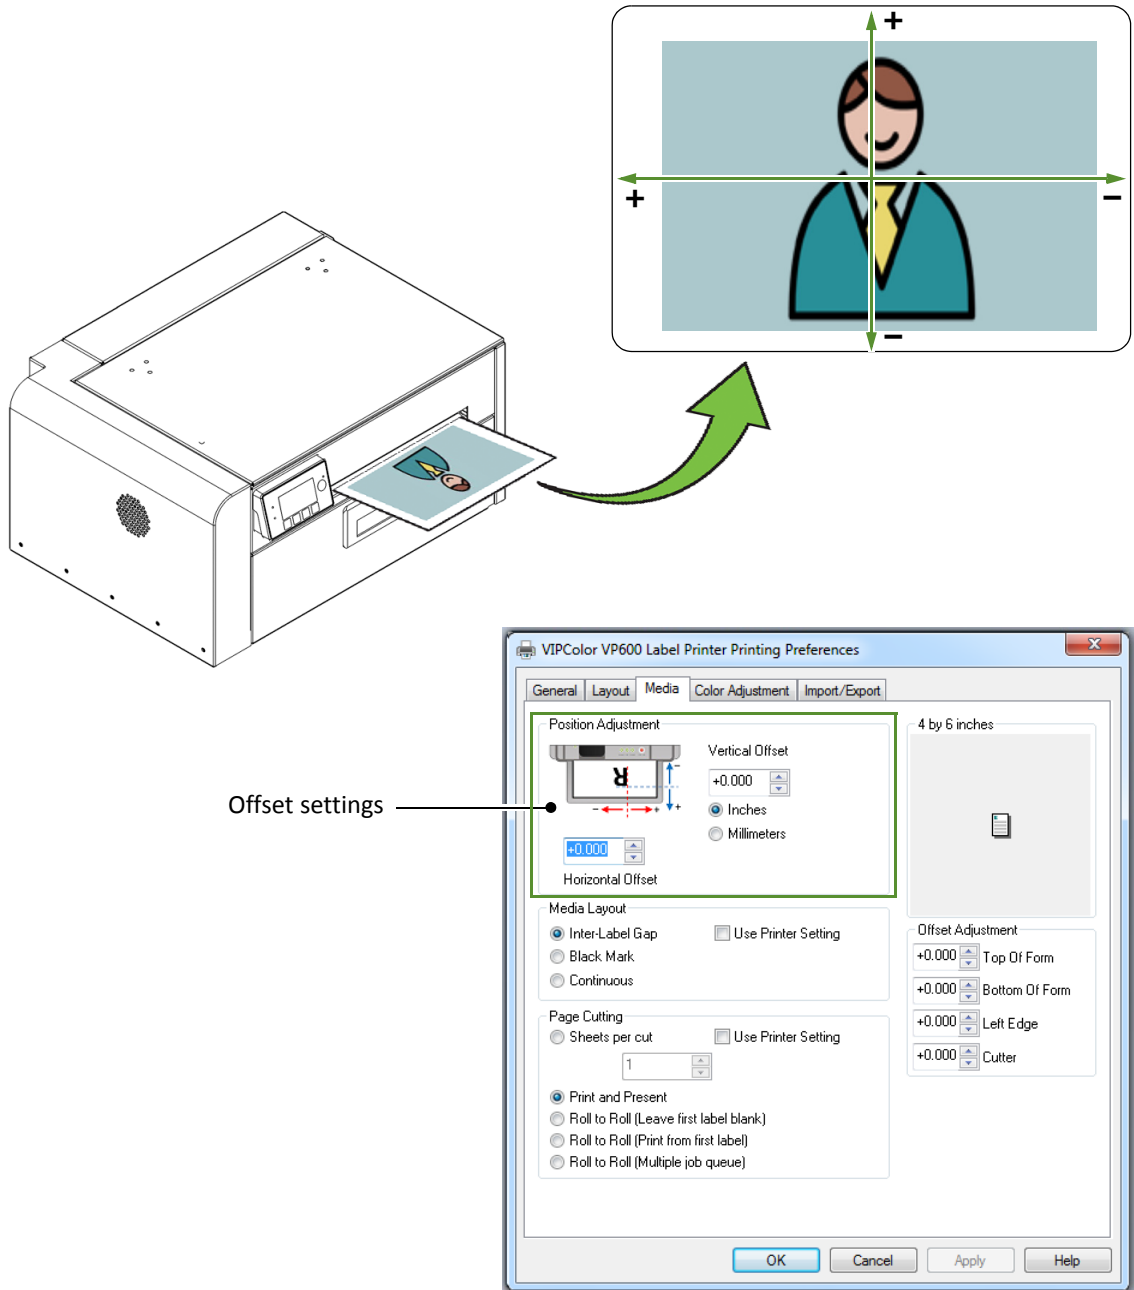 +
+
−
−
Offset settings
VIPColor VP600 Label Printer Printing Preferences
X
General Layout Media Color Adjustment Import/Export
Position Adjustment
R
−
+
− +
Vertical Offset
+0.000
Inches
Millimeters
+0.000
Horizontal Offset
4 by 6 inches
Media Layout
Inter-Label Gap Use Printer Setting
Black Mark
Continuous
Page Cutting
Sheets per cut Use Printer Setting
1
Print and Present
Roll to Roll (Leave first label blank)
Roll to Roll (Print from first label)
Roll to Roll (Multiple job queue)
Offset Adjustment
+0.000 Top Of Form
+0.000 Bottom Of Form
+0.000 Left Edge
+0.000 Cutter
OK Cancel Apply Help